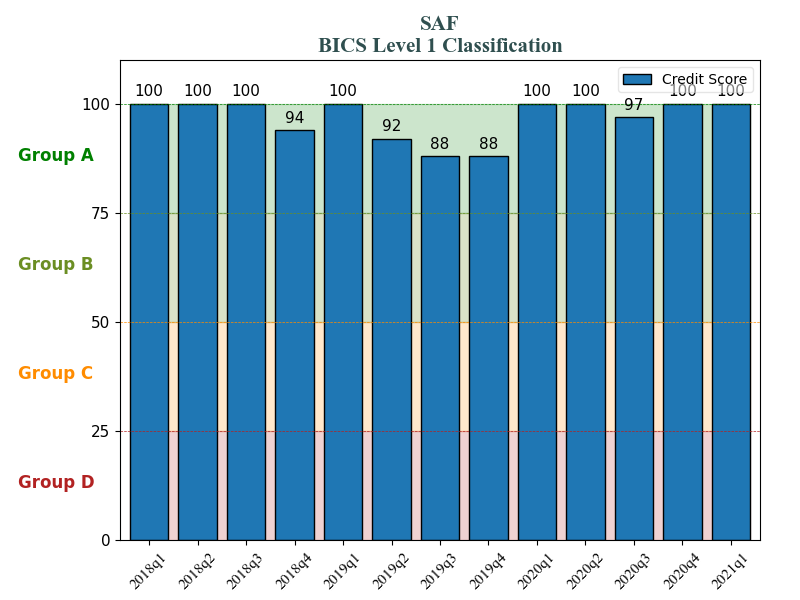 SAF
BICS Level 1 Classification
Credit Score
100 100 100 94 100 92 88 88 100 100 97 100 100
100
Group A
75
Group B
50
Group C
25
Group D
0
2018q1 2018q2 2018q3 2018q4 2019q1 2019q2 2019q3 2019q4 2020q1 2020q2 2020q3 2020q4 2021q1